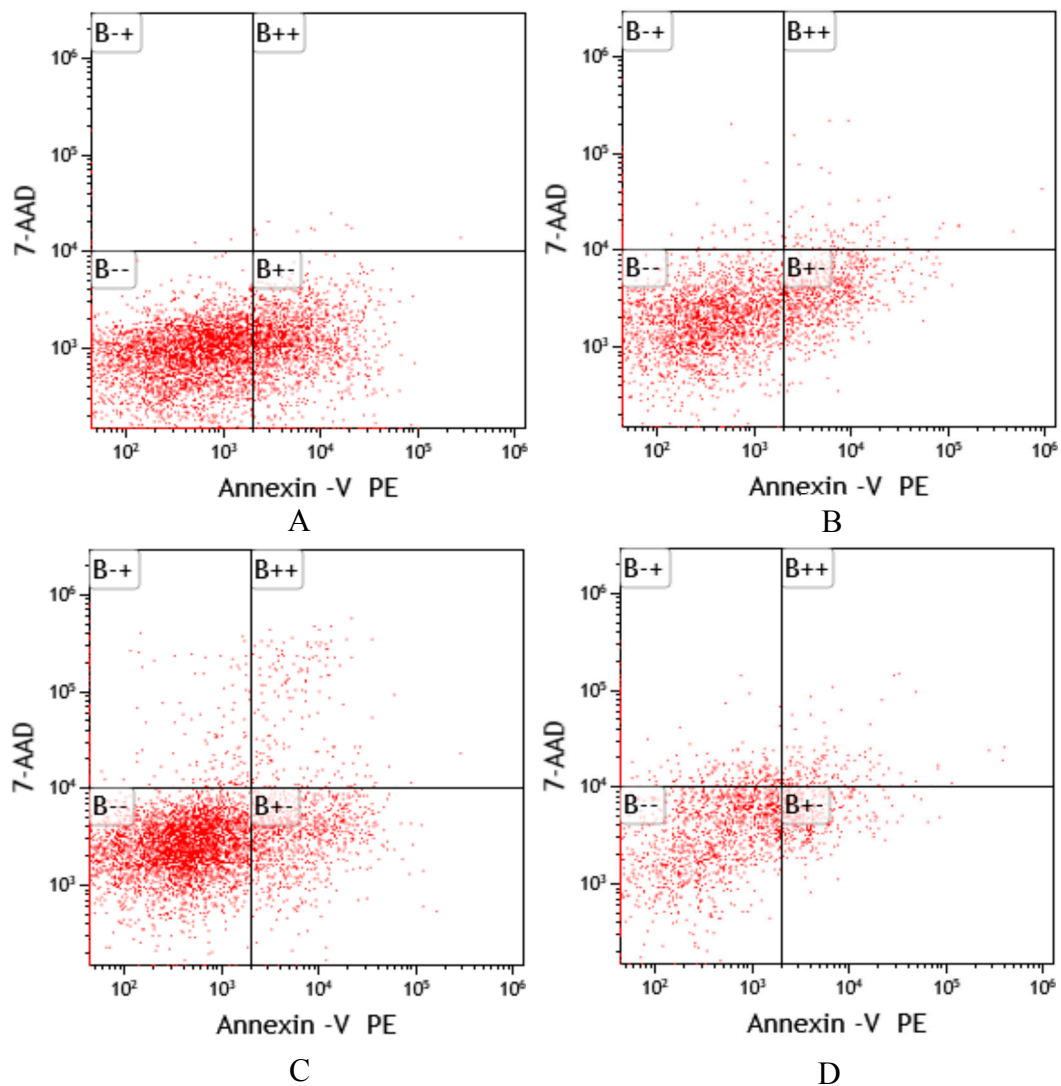 B-+ B++
10⁶
10⁵
7-AAD
10⁴
B-- B+-
10³
10² 10³ 10⁴ 10⁵ 10⁶
Annexin -V PE
A
B-+ B++
10⁶
10⁵
7-AAD
10⁴
B-- B+-
10³
10² 10³ 10⁴ 10⁵ 10⁶
Annexin -V PE
B
B-+ B++
10⁶
10⁵
7-AAD
10⁴
B-- B+-
10³
10² 10³ 10⁴ 10⁵ 10⁶
Annexin -V PE
C
B-+ B++
10⁶
10⁵
7-AAD
10⁴
B-- B+-
10³
10² 10³ 10⁴ 10⁵ 10⁶
Annexin -V PE
D